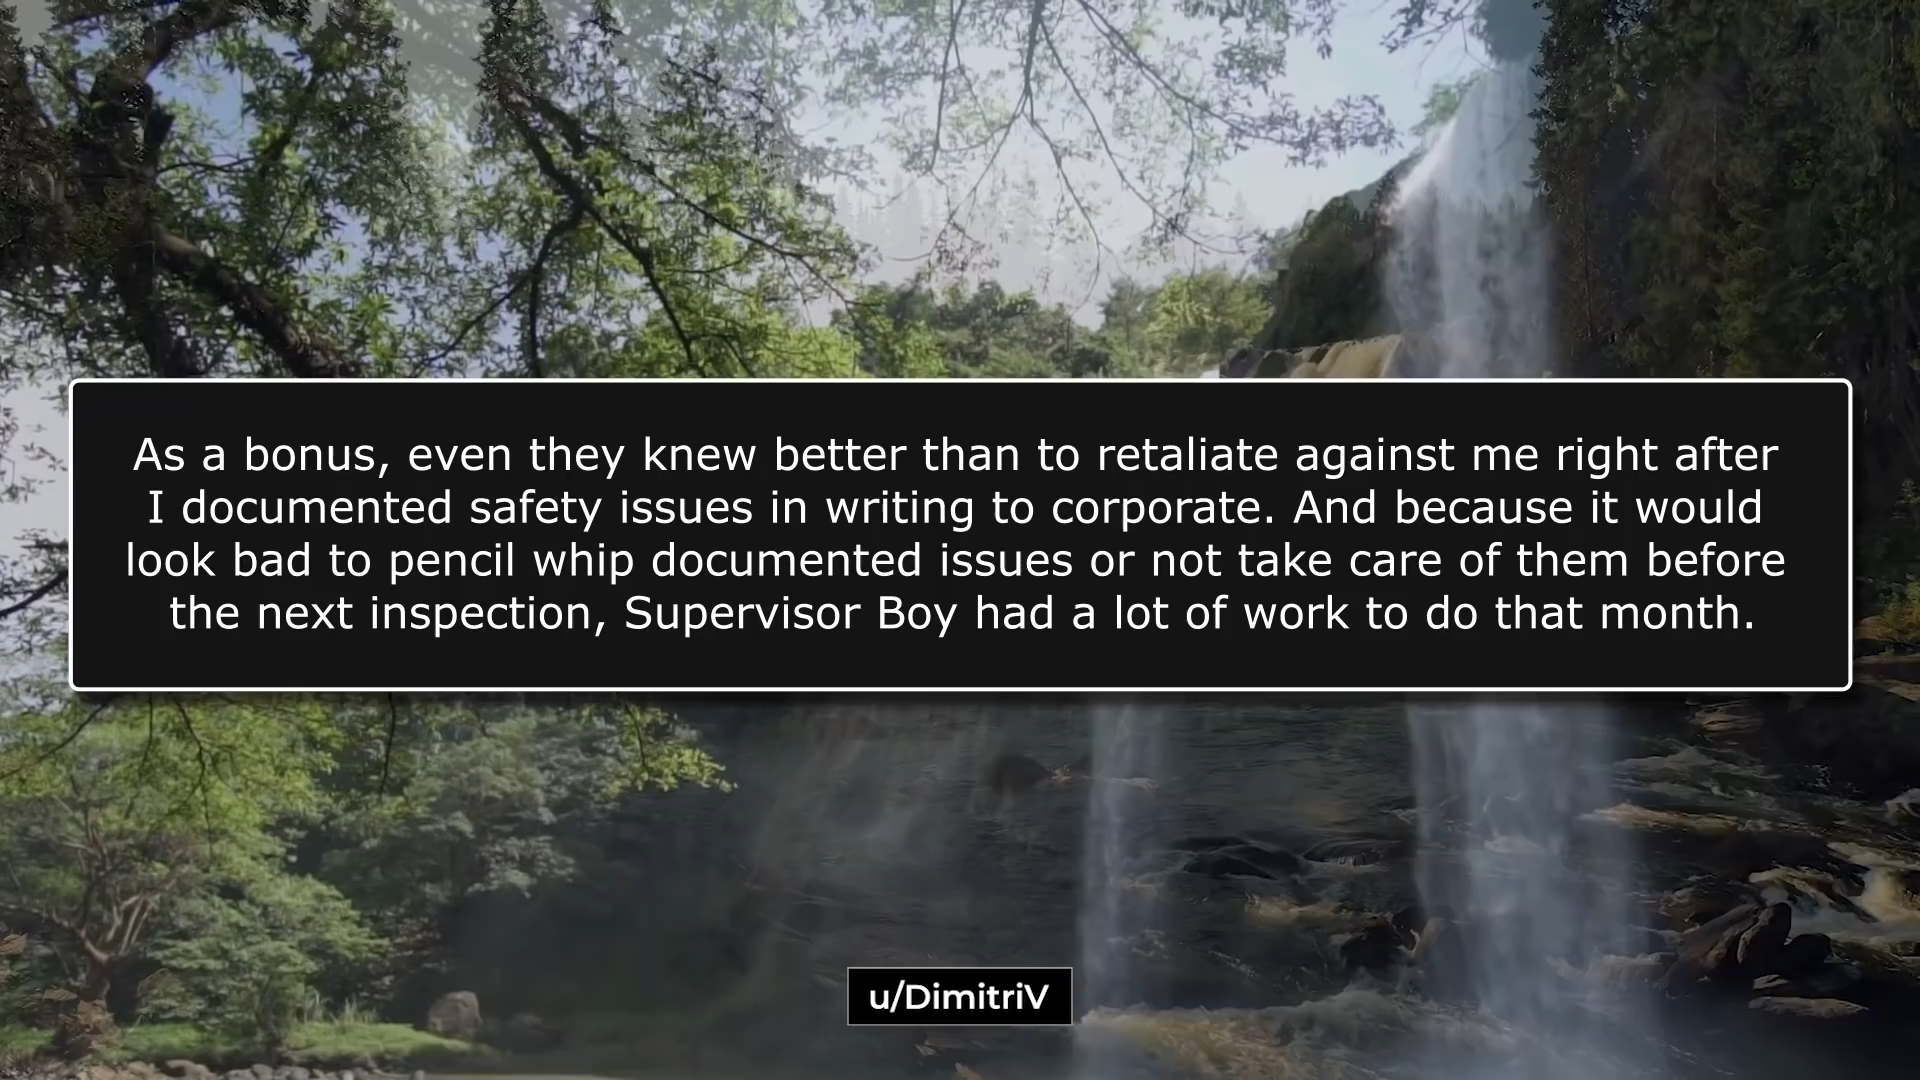 As a bonus, even they knew better than to retaliate against me right after
I documented safety issues in writing to corporate. And because it would
look bad to pencil whip documented issues or not take care of them before
the next inspection, Supervisor Boy had a lot of work to do that month.
u/DimitriV